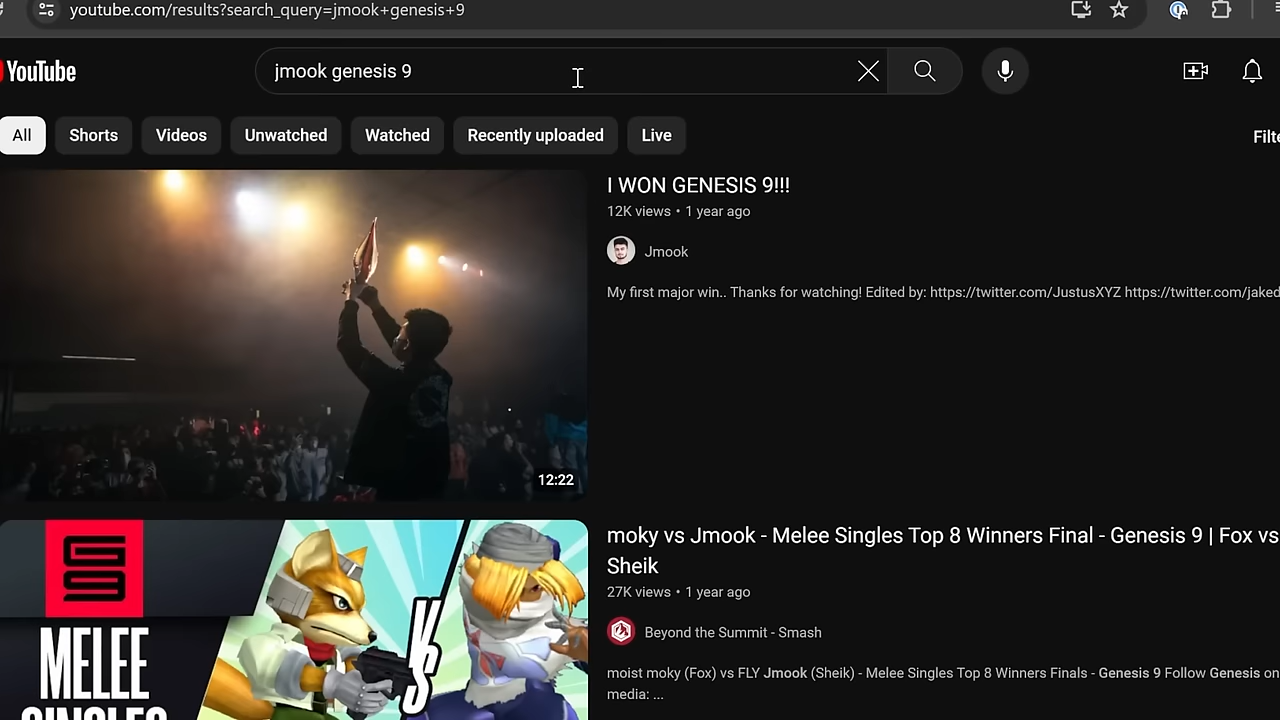 youtube.com/results?search_query=jmook+genesis+9
YouTube
jmook genesis 9
All
Shorts
Videos
Unwatched
Watched
Recently uploaded
Live
12:22
I WON GENESIS 9!!!
12K views • 1 year ago
Jmook
My first major win.. Thanks for watching! Edited by: https://twitter.com/JustusXYZ https://twitter.com/jaked
MELEE
SINGLES
VS
moky vs Jmook - Melee Singles Top 8 Winners Final - Genesis 9 | Fox vs
Sheik
27K views • 1 year ago
Beyond the Summit - Smash
moist moky (Fox) vs FLY Jmook (Sheik) - Melee Singles Top 8 Winners Finals - Genesis 9 Follow Genesis on
media: ...